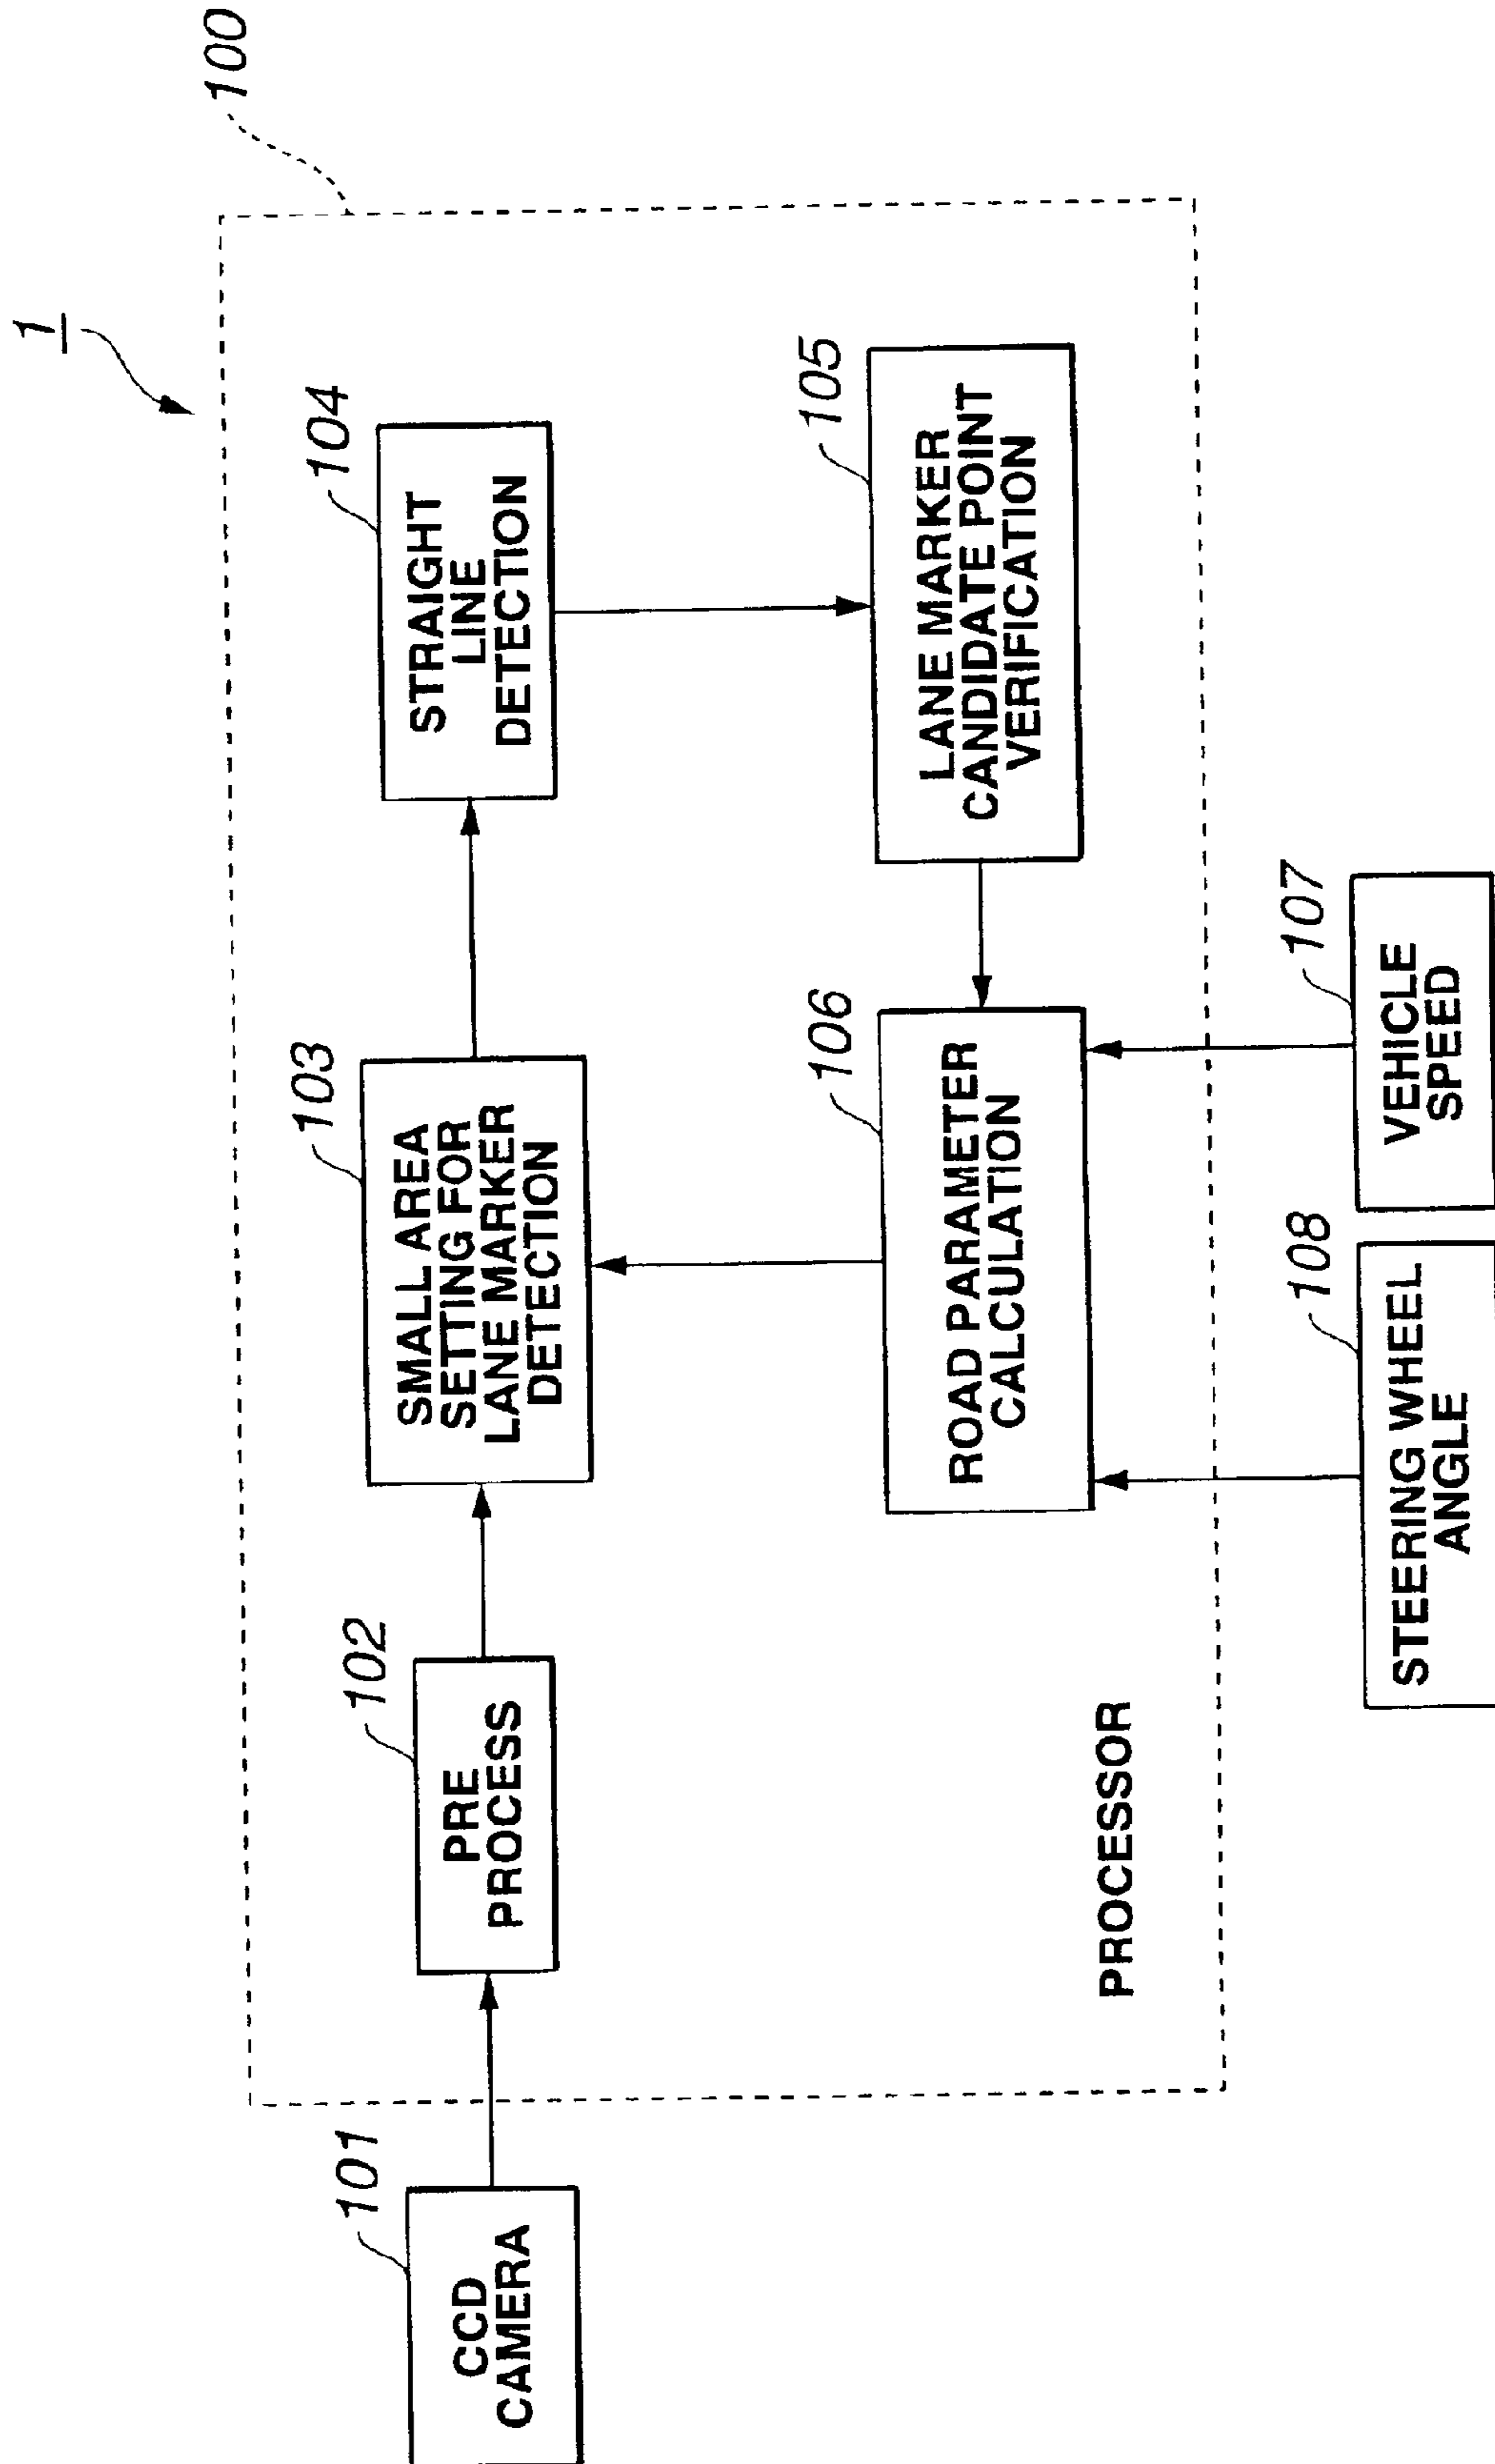 1
100
101
CCD
CAMERA
102
PRE
PROCESS
103
SMALL AREA
SETTING FOR
LANE MARKER
DETECTION
104
STRAIGHT
LINE
DETECTION
105
LANE MARKER
CANDIDATE POINT
VERIFICATION
106
ROAD PARAMETER
CALCULATION
PROCESSOR
108
STEERING WHEEL
ANGLE
107
VEHICLE
SPEED